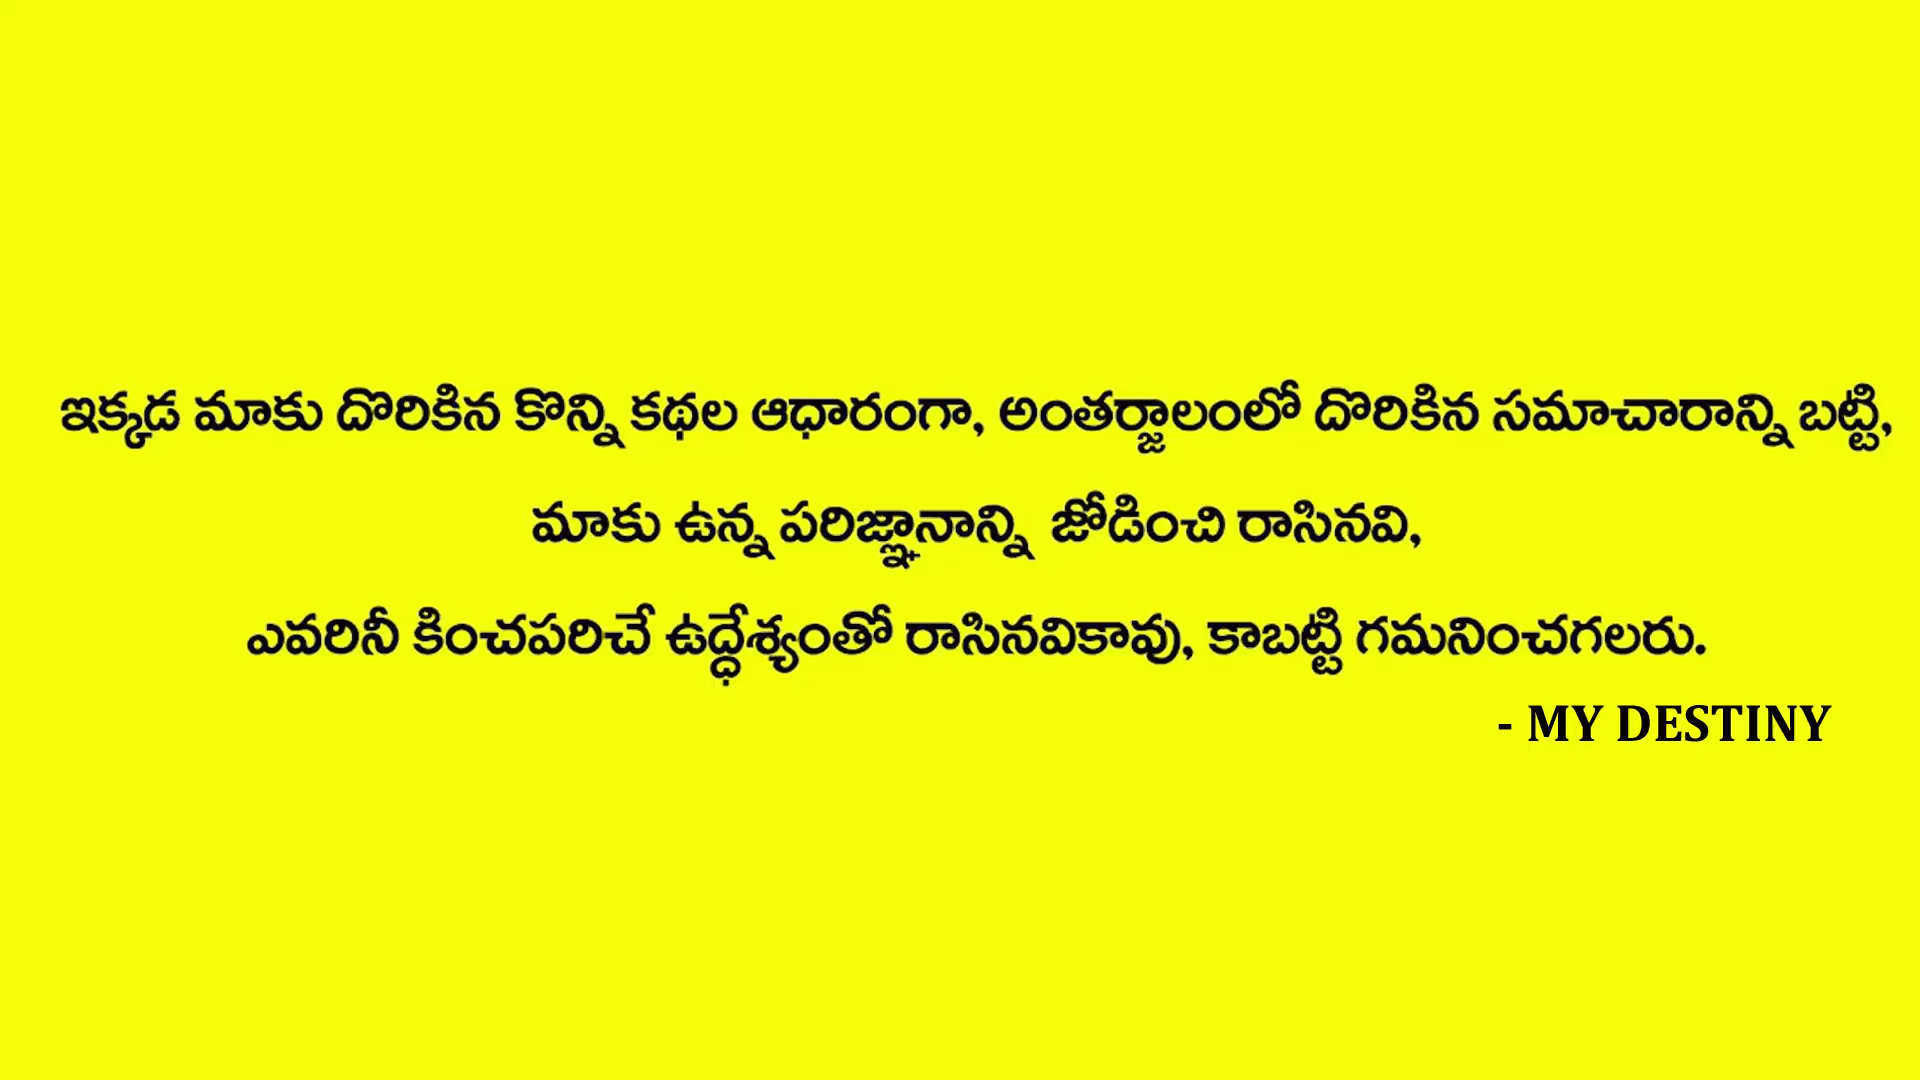 ఇక్కడ మాకు దొరికిన కొన్ని కథల ఆధారంగా, అంతర్జాలంలో దొరికిన సమాచారాన్ని బట్టి,
మాకు ఉన్న పరిజ్ఞానాన్ని జోడించి రాసినవి,
ఎవరినీ కించపరిచే ఉద్ధేశ్యంతో రాసినవికావు, కాబట్టి గమనించగలరు.
- MY DESTINY